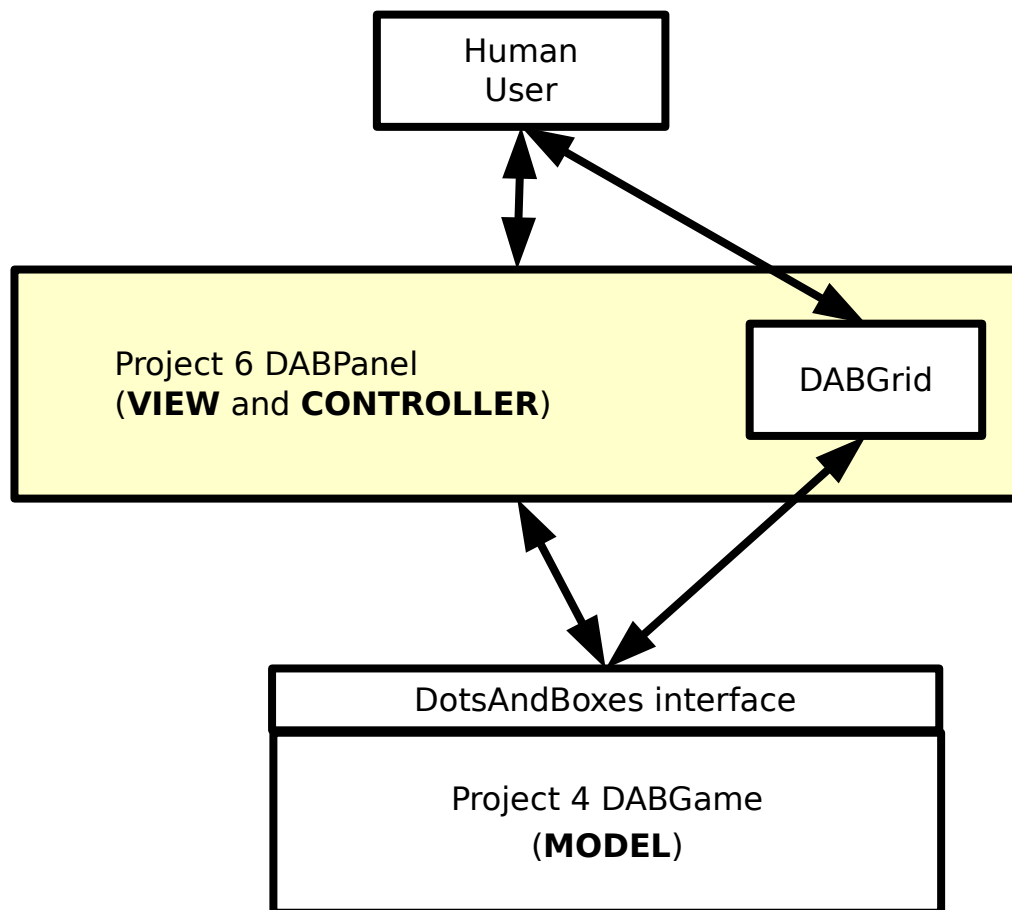 Human
User
Project 6 DABPanel
(VIEW and CONTROLLER)
DABGrid
DotsAndBoxes interface
Project 4 DABGame
(MODEL)